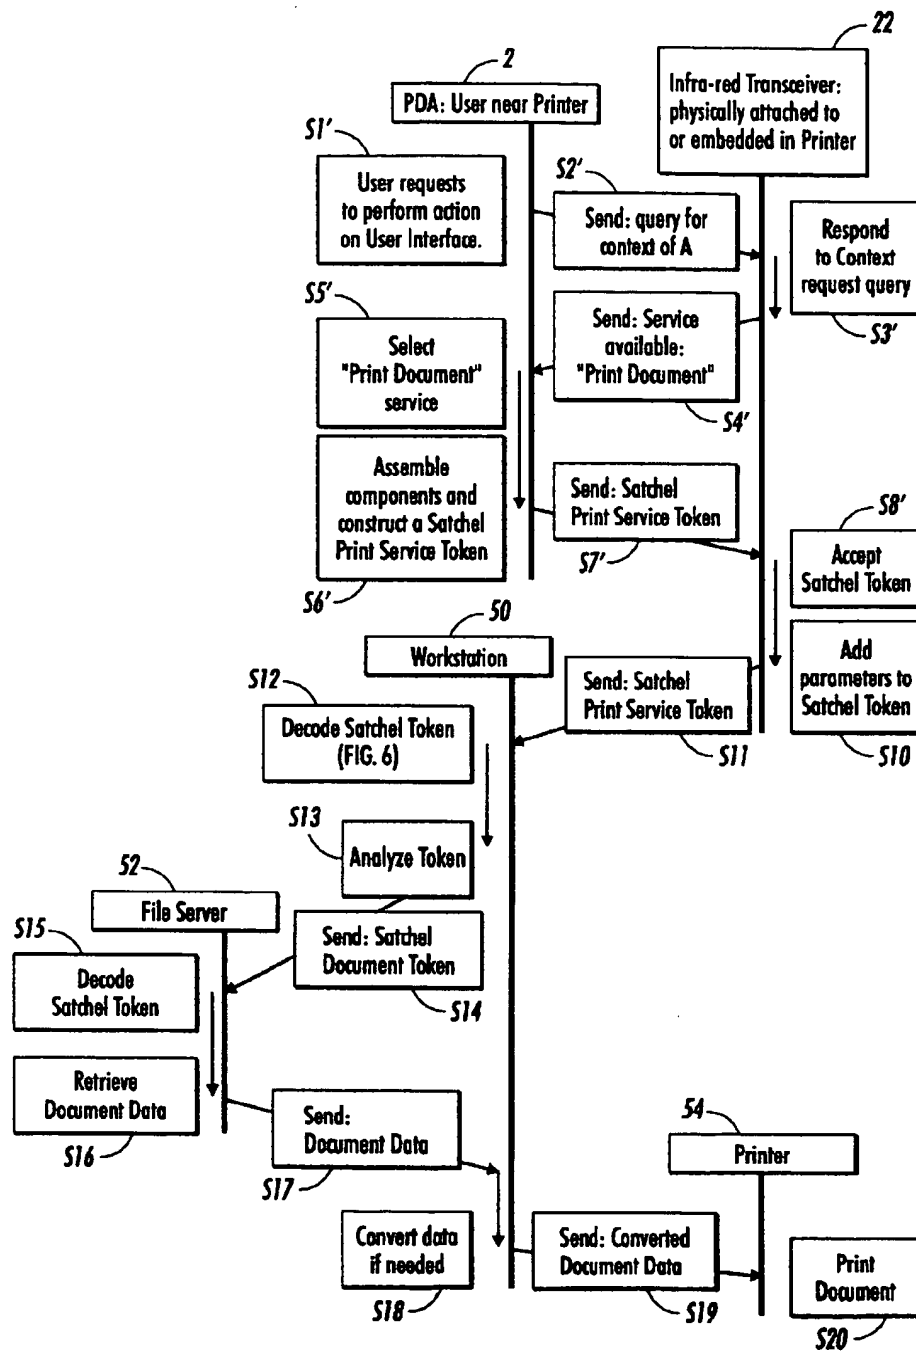 22
2
PDA: User near Printer
Infra-red Transceiver:
physically attached to
or embedded in Printer
S1'
User requests
to perform action
on User Interface.
S2'
Send: query for
context of A
Respond
to Context
request query
S3'
S5'
Select
"Print Document"
service
Send: Service
available:
"Print Document"
S4'
Assemble
components and
construct a Satchel
Print Service Token
S6'
Send: Satchel
Print Service Token
S7'
S8'
Accept
Satchel Token
50
Workstation
Add
parameters to
Satchel Token
S10
Send: Satchel
Print Service Token
S11
S12
Decode Satchel Token
(FIG. 6)
S13
Analyze Token
52
File Server
Send: Satchel
Document Token
S14
S15
Decode
Satchel Token
Retrieve
Document Data
S16
Send:
Document Data
S17
54
Printer
Convert data
if needed
S18
Send: Converted
Document Data
S19
Print
Document
S20